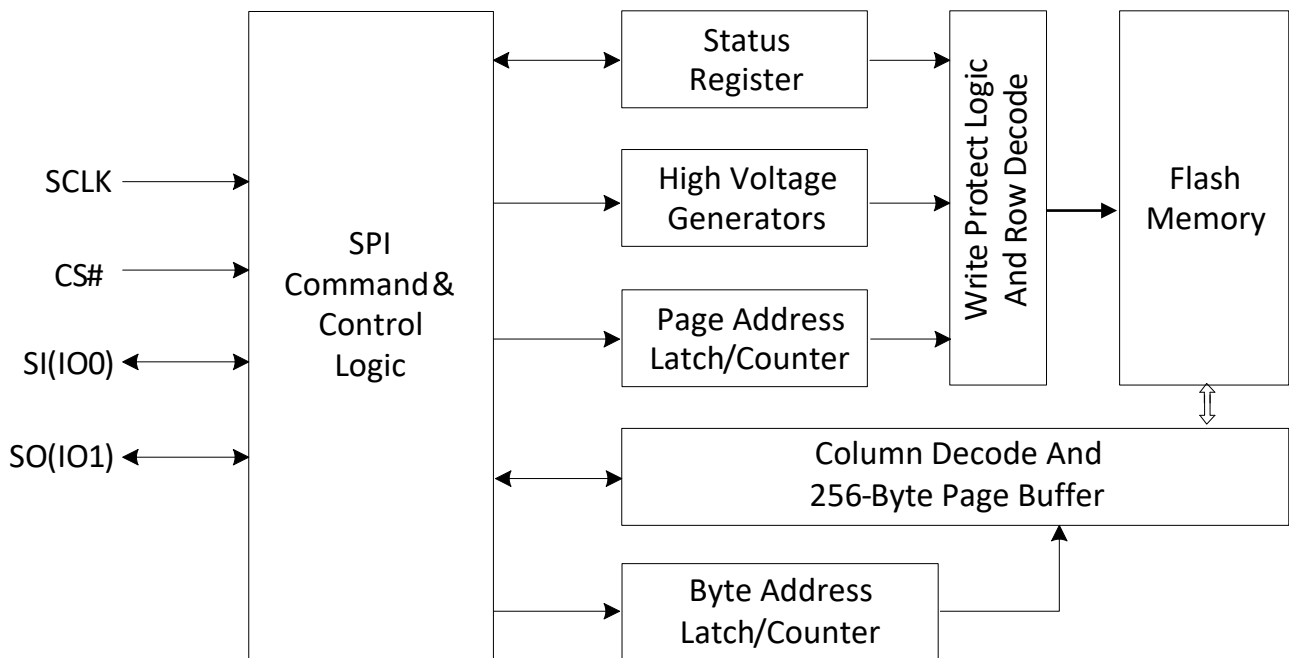 SCLK
CS#
SI(IO0)
SO(IO1)
SPI
Command &
Control
Logic
Status
Register
High Voltage
Generators
Page Address
Latch/Counter
Write Protect Logic
And Row Decode
Flash
Memory
Column Decode And
256-Byte Page Buffer
Byte Address
Latch/Counter